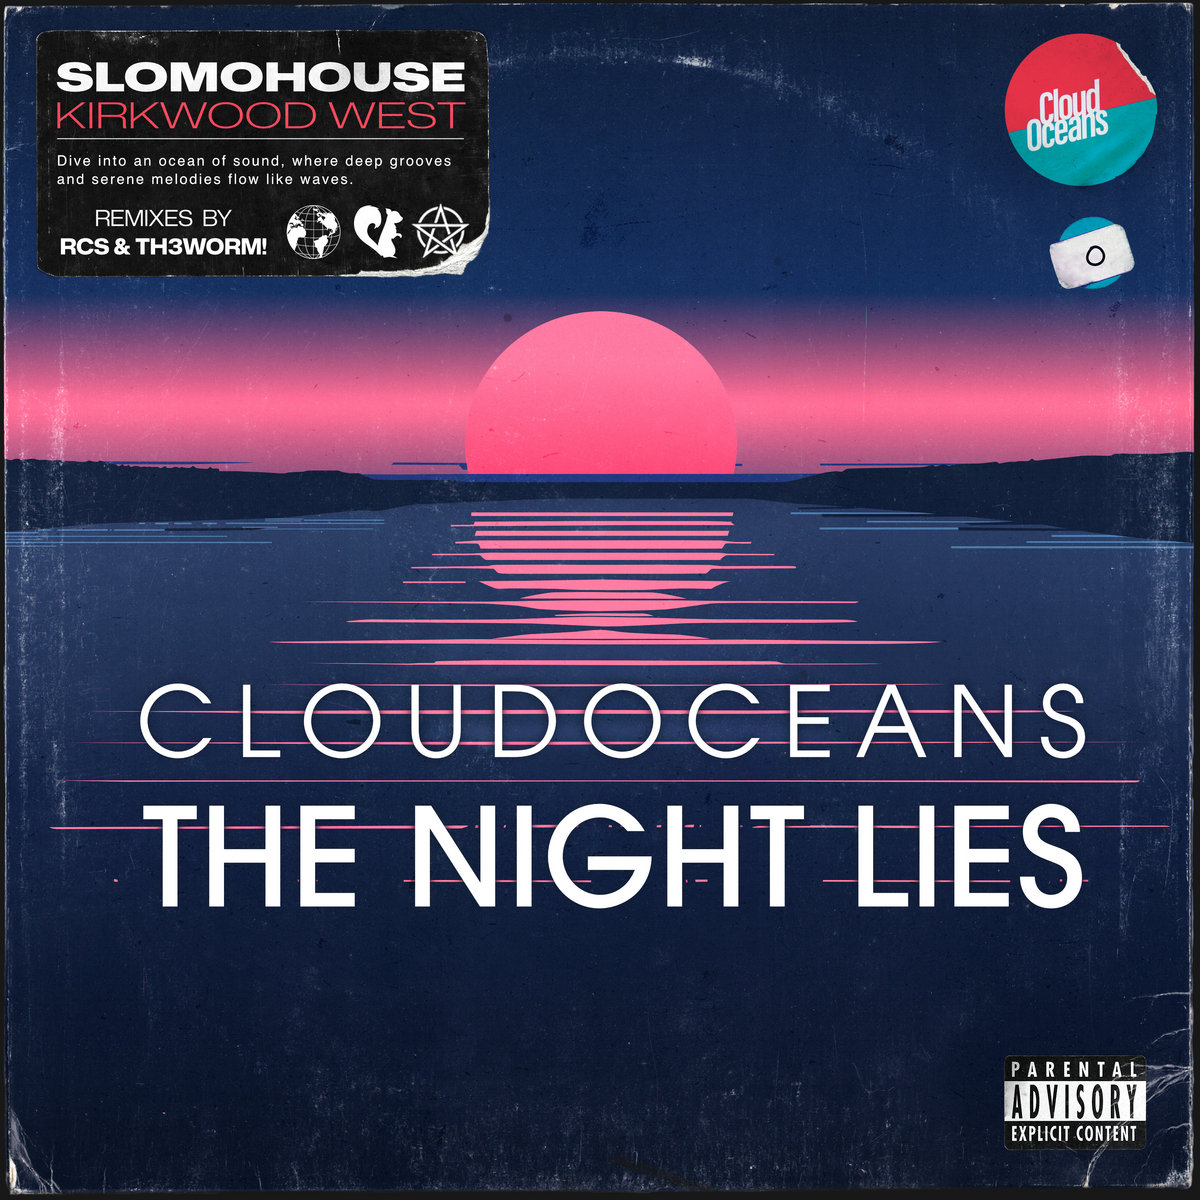 SLOMOHOUSE
KIRKWOOD WEST
Dive into an ocean of sound, where deep grooves
and serene melodies flow like waves.
REMIXES BY
RCS & TH3WORM!
Cloud
Oceans
O
CLOUDOCEANS
THE NIGHT LIES
PARENTAL
ADVISORY
EXPLICIT CONTENT